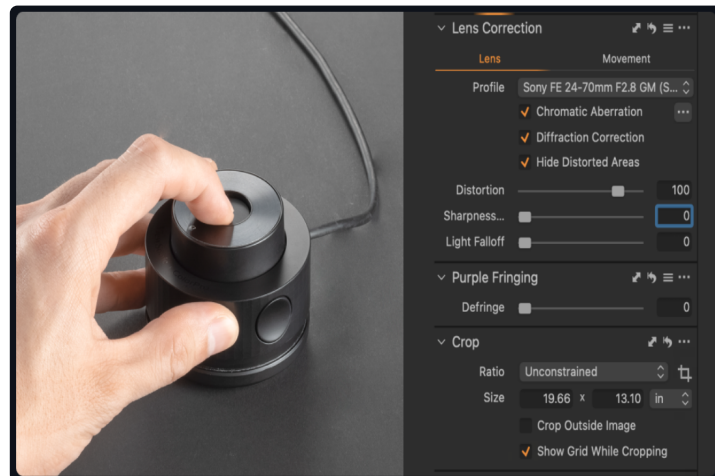 Lens Correction
Lens Movement
Profile Sony FE 24-70mm F2.8 GM (S...
Chromatic Aberration
Diffraction Correction
Hide Distorted Areas
Distortion 100
Sharpness... 0
Light Falloff 0
Purple Fringing
Defringe 0
Crop
Ratio Unconstrained
Size 19.66 x 13.10 in
Crop Outside Image
Show Grid While Cropping